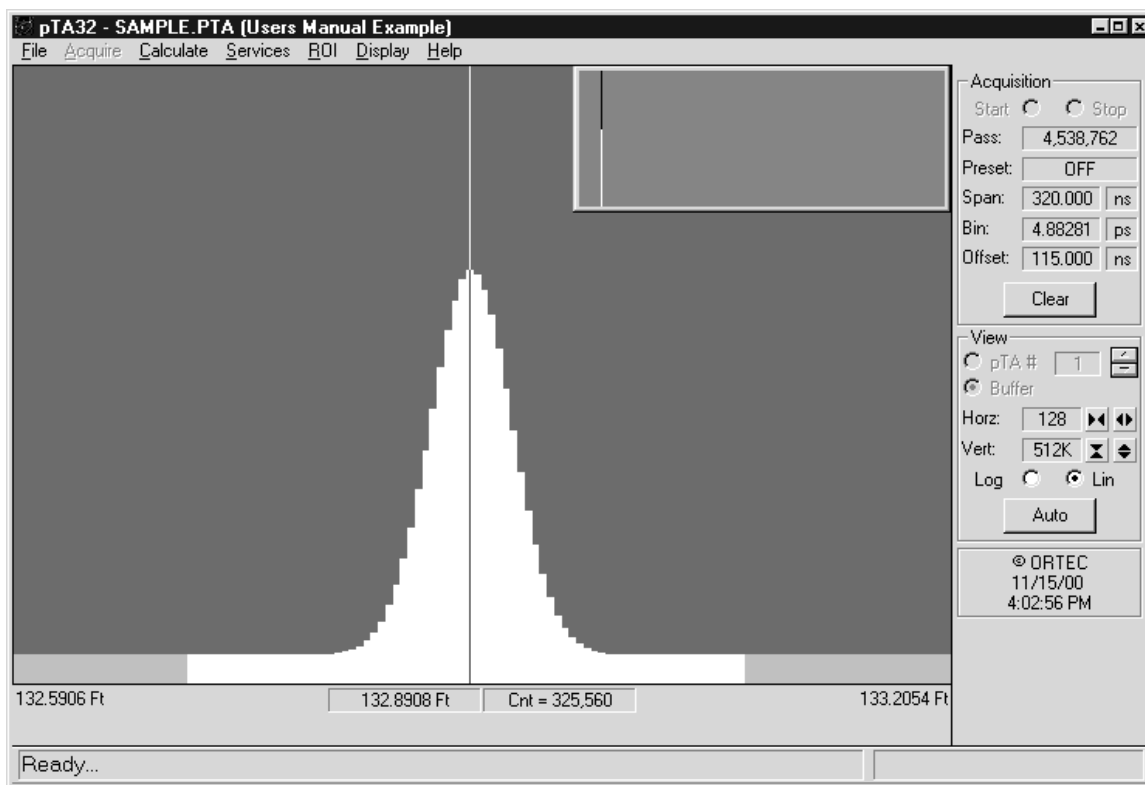 pTA32 - SAMPLE.PTA (Users Manual Example)
File Acquire Calculate Services ROI Display Help
Acquisition
Start Stop
Pass: 4,538,762
Preset: OFF
Span: 320.000 ns
Bin: 4.88281 ps
Offset: 115.000 ns
Clear
View
pTA # 1
Buffer
Horz: 128
Vert: 512K
Log Lin
Auto
© ORTEC
11/15/00
4:02:56 PM
132.5906 Ft 132.8908 Ft Cnt = 325,560 133.2054 Ft
Ready...